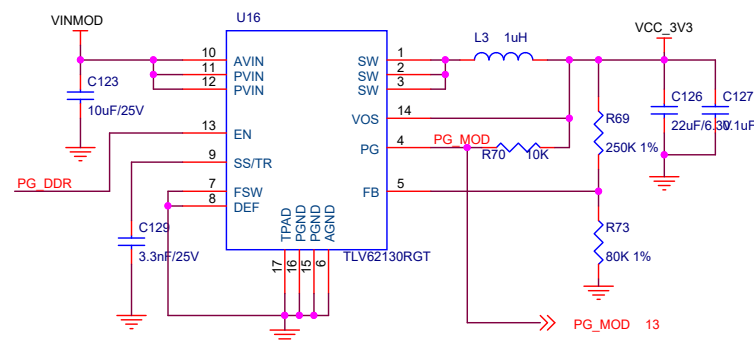 VINMOD
U16
L3 1uH
VCC_3V3
10 AVIN
11 PVIN
12 PVIN
SW 1
SW 2
SW 3
C123
10uF/25V
C126
22uF/6.3V
C127
0.1uF
VOS 14
R69
250K 1%
13 EN
PG 4
PG_MOD
R70 10K
9 SS/TR
PG_DDR
7 FSW
8 DEF
FB 5
C129
3.3nF/25V
TPAD
PGND
PGND
AGND
17
16
15
6
TLV62130RGT
R73
80K 1%
PG_MOD 13